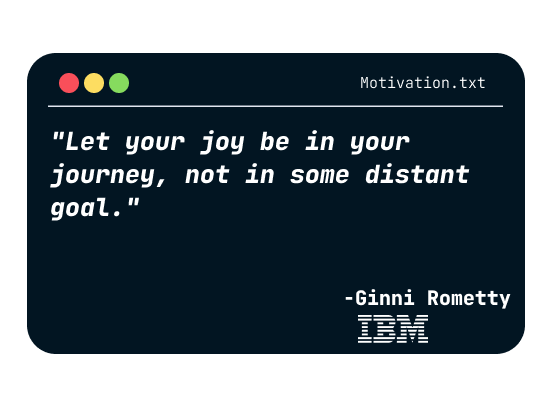 Motivation.txt
"Let your joy be in your
journey, not in some distant
goal."
-Ginni Rometty
IBM